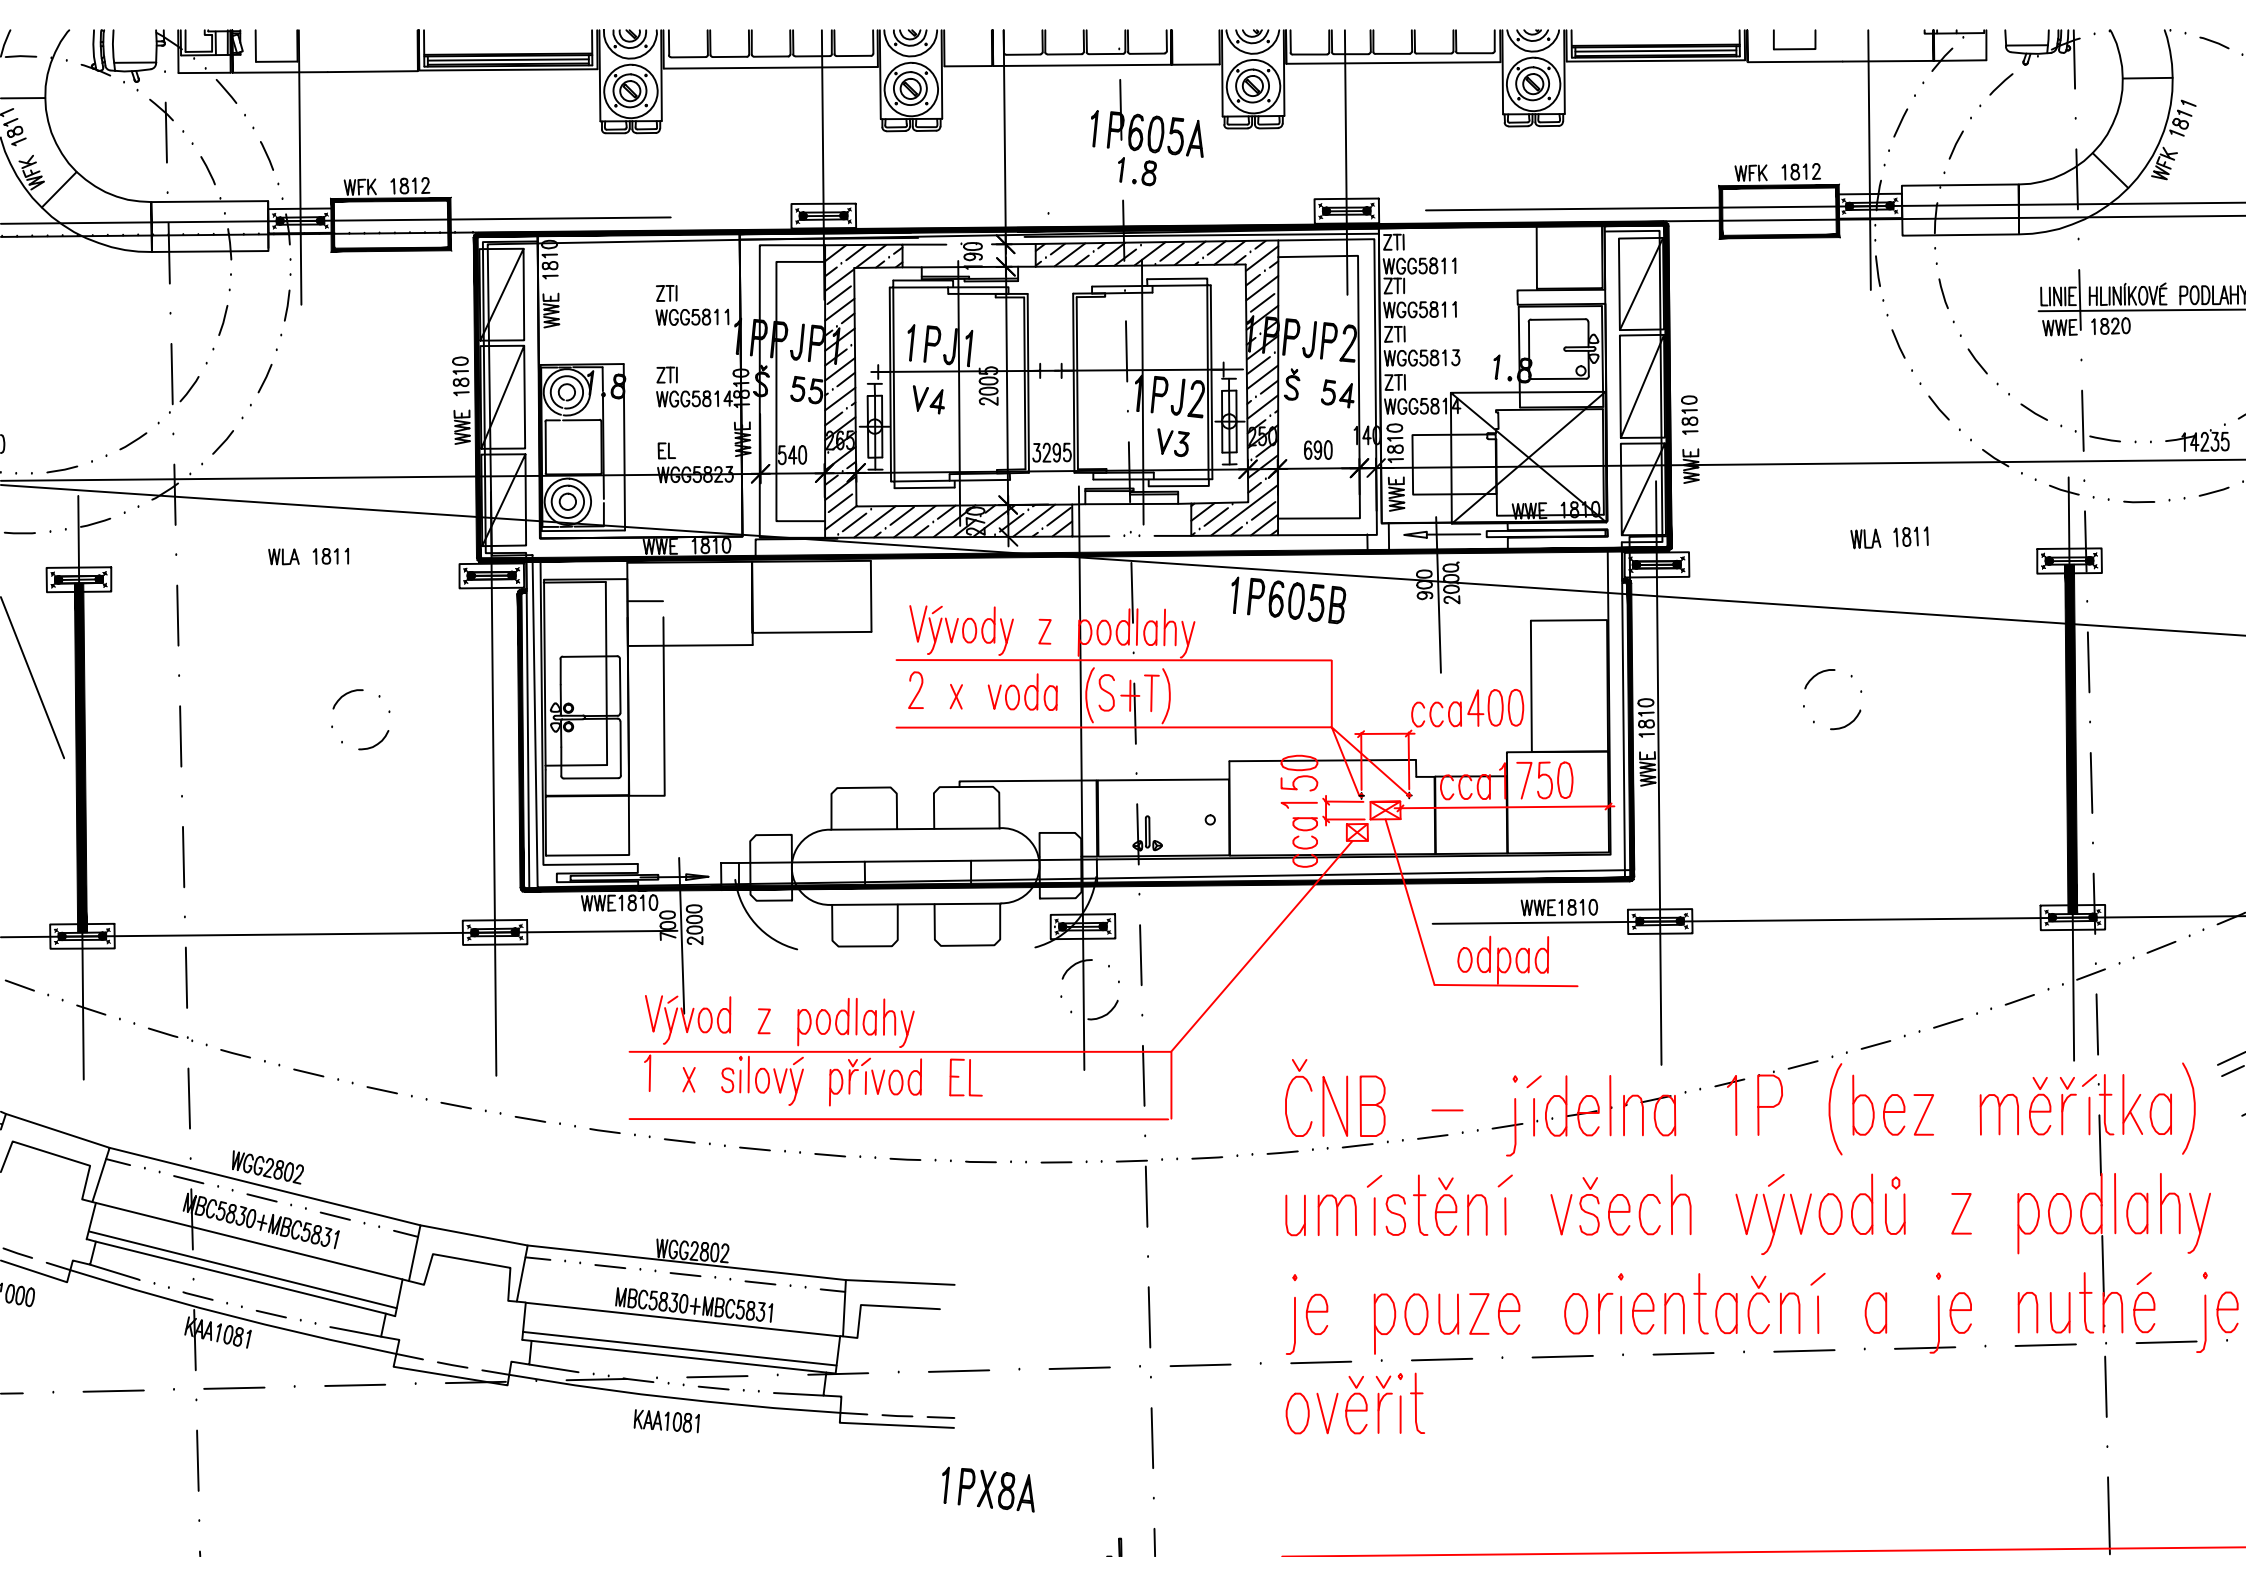 1P605A
1.8
WFK 1811
WFK 1812
WFK 1812
WFK 1811
LINIE HLINÍKOVÉ PODLAHY
WWE 1820
WWE 1810
WWE 1810
ZTI
WGG5811
ZTI
WGG5814
EL
WGG5823
1.8
WWE 1810
1PPJP1
Š 55
1PJ1
V4
190
2005
1PJ2
V3
1PPJP2
Š 54
ZTI
WGG5811
ZTI
WGG5811
ZTI
WGG5813
ZTI
WGG5814
1.8
WWE 1810
WWE 1810
WWE 1810
540
265
3295
250
690
140
14235
270
WWE 1810
WLA 1811
WLA 1811
900
2000
1P605B
Vývody z podlahy
2 x voda (S+T)
cca400
cca150
cca1750
WWE 1810
WWE1810
700
2000
WWE1810
odpad
Vývod z podlahy
1 x silový přívod EL
ČNB – jídelna 1P (bez měřítka)
umístění všech vývodů z podlahy
je pouze orientační a je nutné je
ověřit
WGG2802
MBC5830+MBC5831
KAA1081
WGG2802
MBC5830+MBC5831
KAA1081
1PX8A